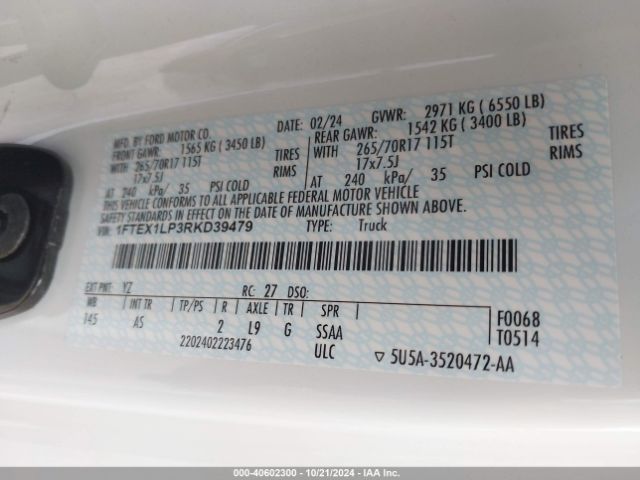 MFD. BY FORD MOTOR CO.
DATE: 02/24 GVWR: 2971 KG ( 6550 LB)
FRONT GAWR: 1565 KG ( 3450 LB) REAR GAWR: 1542 KG ( 3400 LB)
WITH 265/70R17 115T TIRES WITH 265/70R17 115T TIRES
17x7.5J RIMS 17x7.5J RIMS
AT 240 kPa/ 35 PSI COLD AT 240 kPa/ 35 PSI COLD
THIS VEHICLE CONFORMS TO ALL APPLICABLE FEDERAL MOTOR VEHICLE
SAFETY STANDARDS IN EFFECT ON THE DATE OF MANUFACTURE SHOWN ABOVE.
VIN: 1FTEX1LP3RKD39479 TYPE: Truck
EXT PNT: YZ RC: 27 DSO:
WB INT TR TP/PS R AXLE TR SPR
145 AS 2 L9 G SSAA
F0068
T0514
2202402223476 ULC ▽ 5U5A-3520472-AA
000-40602300 - 10/21/2024 - IAA Inc.